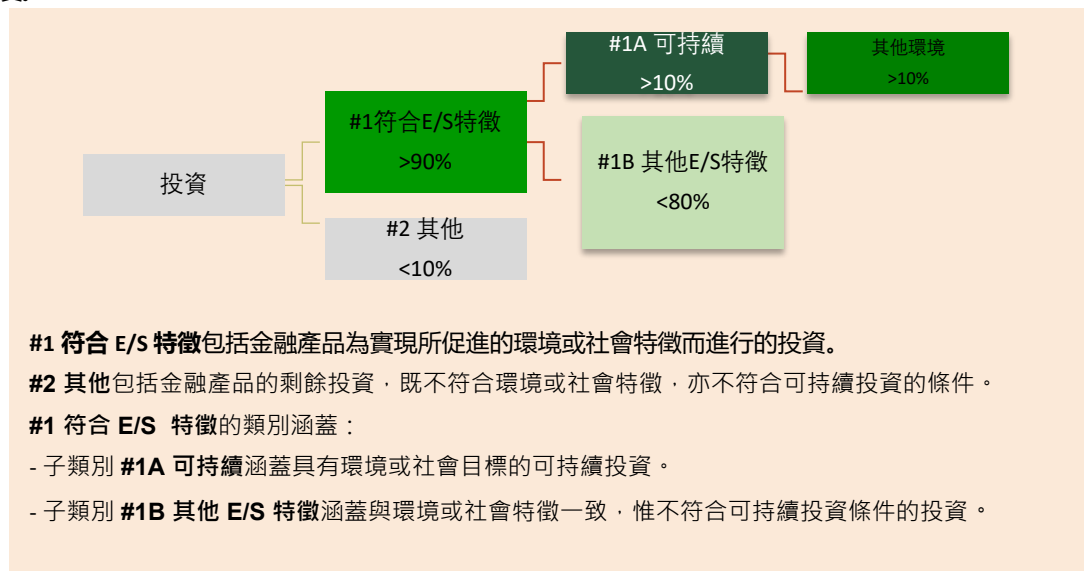 #1A 可持續
>10%
其他環境
>10%
#1符合E/S特徵
>90%
#1B 其他E/S特徵
<80%
投資
#2 其他
<10%
#1 符合 E/S 特徵包括金融產品為實現所促進的環境或社會特徵而進行的投資。
#2 其他包括金融產品的剩餘投資，既不符合環境或社會特徵，亦不符合可持續投資的條件。
#1 符合 E/S 特徵的類別涵蓋：
- 子類別 #1A 可持續涵蓋具有環境或社會目標的可持續投資。
- 子類別 #1B 其他 E/S 特徵涵蓋與環境或社會特徵一致，惟不符合可持續投資條件的投資。